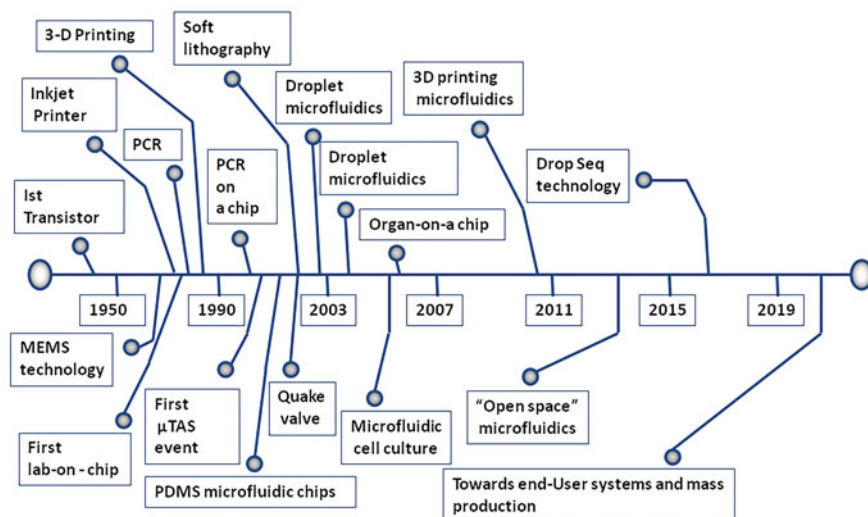 3-D Printing
Soft
lithography
Inkjet
Printer
Droplet
microfluidics
3D printing
microfluidics
PCR
PCR
on
a chip
Droplet
microfluidics
Drop Seq
technology
Ist
Transistor
Organ-on-a chip
1950
1990
2003
2007
2011
2015
2019
MEMS
technology
First
μTAS
event
Quake
valve
Microfluidic
cell culture
“Open space”
microfluidics
First
lab-on - chip
PDMS microfluidic chips
Towards end-User systems and mass
production